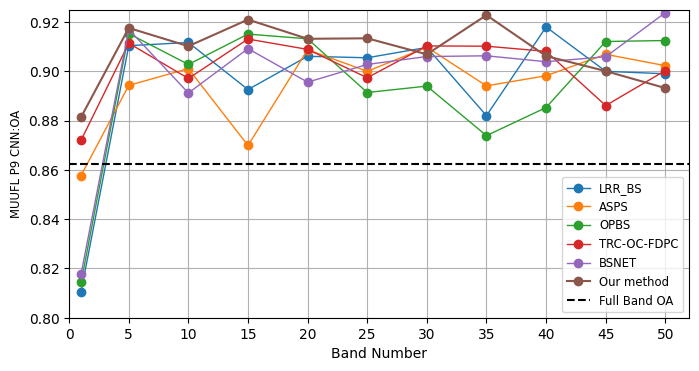 MUUFL P9 CNN:OA
0.92
0.90
0.88
0.86
0.84
0.82
0.80
0
5
10
15
20
25
30
35
40
45
50
Band Number
LRR_BS
ASPS
OPBS
TRC-OC-FDPC
BSNET
Our method
Full Band OA